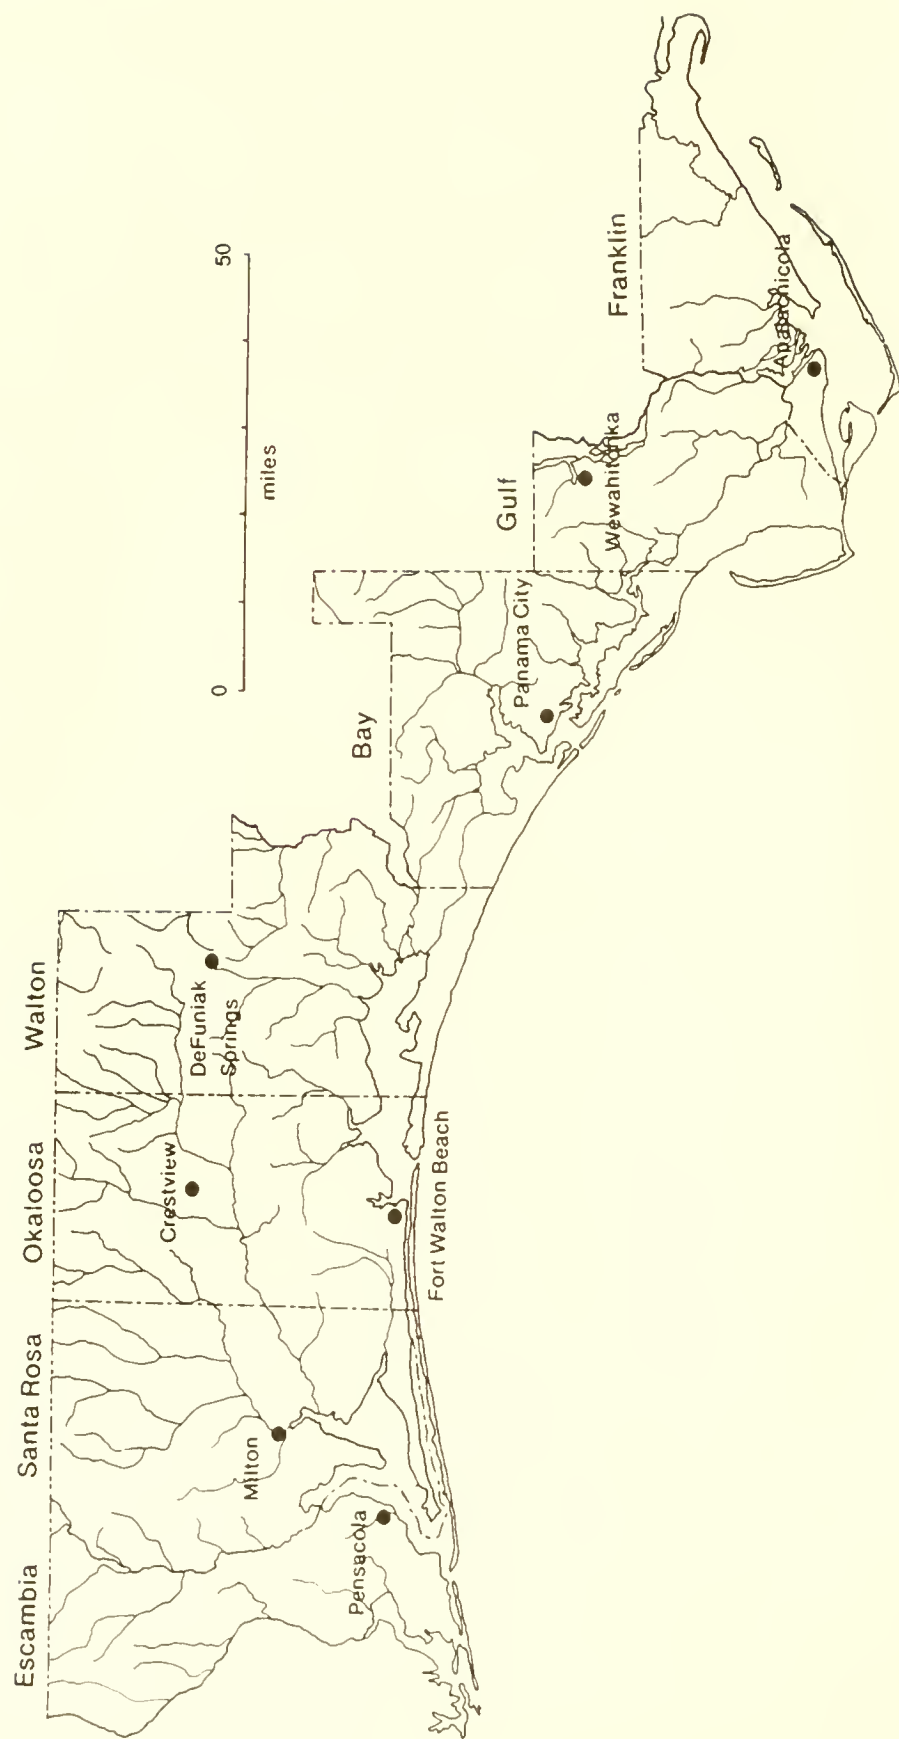 Escambia
Santa Rosa
Okaloosa
Walton
Bay
Gulf
Franklin
0
50
miles
Pensacola
Milton
Crestview
DeFuniak
Springs
Fort Walton Beach
Panama City
Wewahitchka
Apalachicola